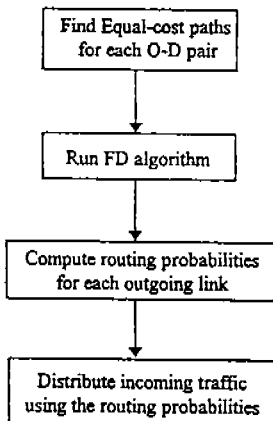 Find Equal-cost paths
for each O-D pair
Run FD algorithm
Compute routing probabilities
for each outgoing link
Distribute incoming traffic
using the routing probabilities